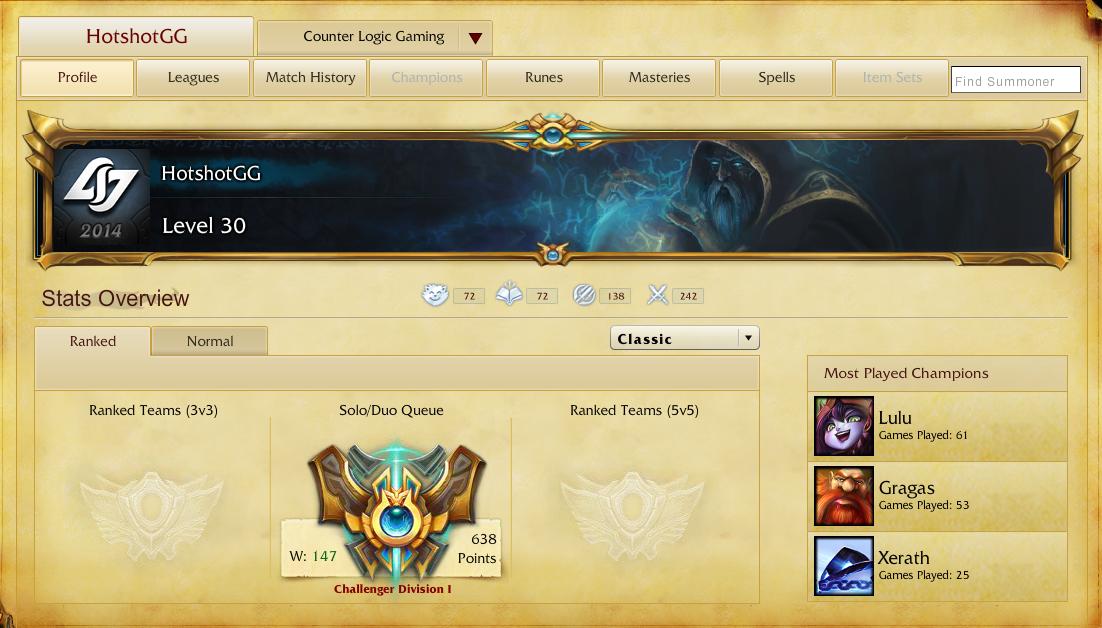 HotshotGG
Counter Logic Gaming
Profile
Leagues
Match History
Champions
Runes
Masteries
Spells
Item Sets
Find Summoner
HotshotGG
2014
Level 30
Stats Overview
72
72
138
242
Ranked
Normal
Classic
Most Played Champions
Ranked Teams (3v3)
Solo/Duo Queue
Ranked Teams (5v5)
Lulu
Games Played: 61
Gragas
Games Played: 53
W: 147
638
Points
Challenger Division I
Xerath
Games Played: 25